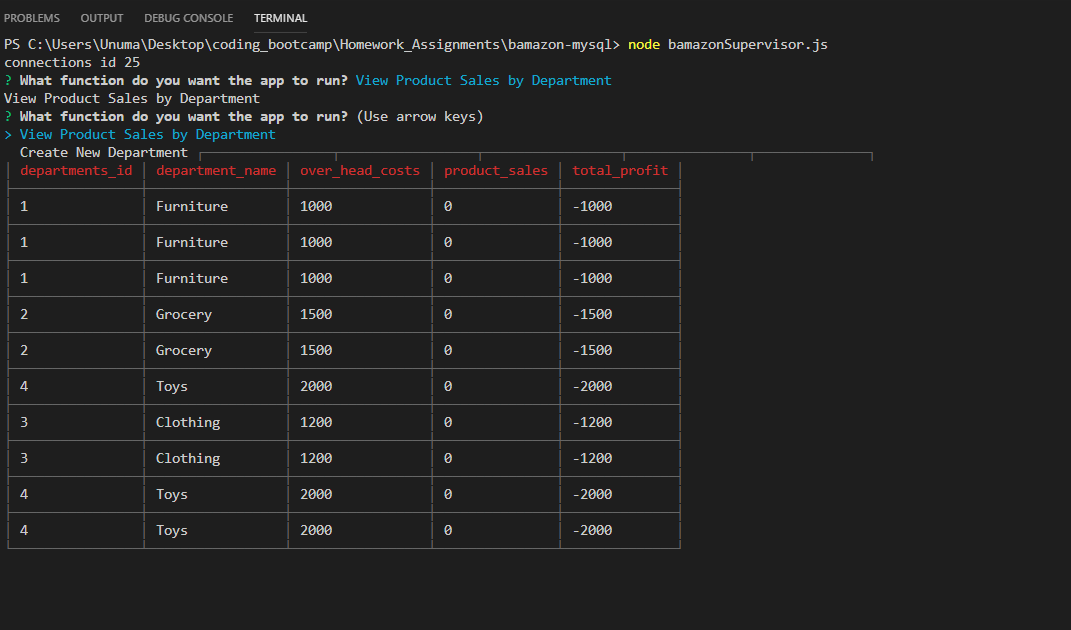 PROBLEMS OUTPUT DEBUG CONSOLE TERMINAL
PS C:\Users\Unuma\Desktop\coding_bootcamp\Homework_Assignments\bamazon-mysql> node bamazonSupervisor.js
connections id 25
? What function do you want the app to run? View Product Sales by Department
View Product Sales by Department
? What function do you want the app to run? (Use arrow keys)
> View Product Sales by Department
Create New Department
departments_id department_name over_head_costs product_sales total_profit
1 Furniture 1000 0 -1000
1 Furniture 1000 0 -1000
1 Furniture 1000 0 -1000
2 Grocery 1500 0 -1500
2 Grocery 1500 0 -1500
4 Toys 2000 0 -2000
3 Clothing 1200 0 -1200
3 Clothing 1200 0 -1200
4 Toys 2000 0 -2000
4 Toys 2000 0 -2000